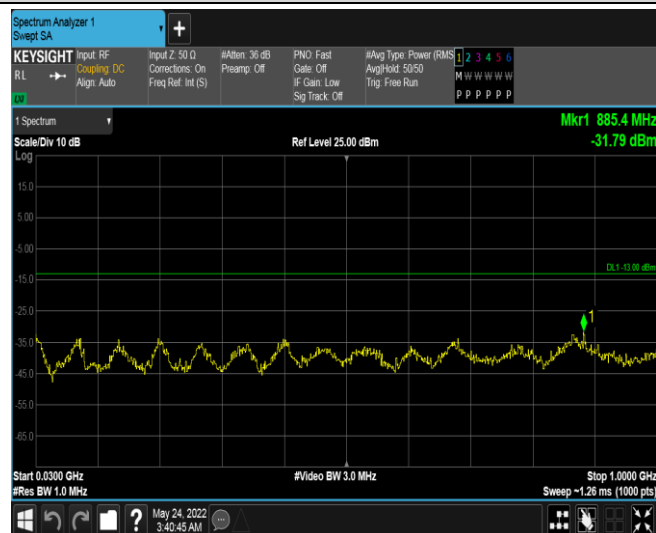 Spectrum Analyzer 1
Swept SA
+
KEYSIGHT Input: RF Input Z: 50 Ω #Atten: 36 dB PNO: Fast #Avg Type: Power (RMS 1 2 3 4 5 6
RL Coupling: DC Corrections: On Preamp: Off Gate: Off Avg|Hold: 50/50 M W W W W W
Align: Auto Freq Ref: Int (S) IF Gain: Low Trig: Free Run
Sig Track: Off P P P P P P
1 Spectrum Mkr1 885.4 MHz
Scale/Div 10 dB Ref Level 25.00 dBm -31.79 dBm
Log
15.0
5.00
-5.00
DL1 -13.00 dBm
-15.0
-25.0
1
-35.0
-45.0
-55.0
-65.0
Start 0.0300 GHz #Video BW 3.0 MHz Stop 1.0000 GHz
#Res BW 1.0 MHz Sweep ~1.26 ms (1000 pts)
? May 24, 2022
3:40:45 AM